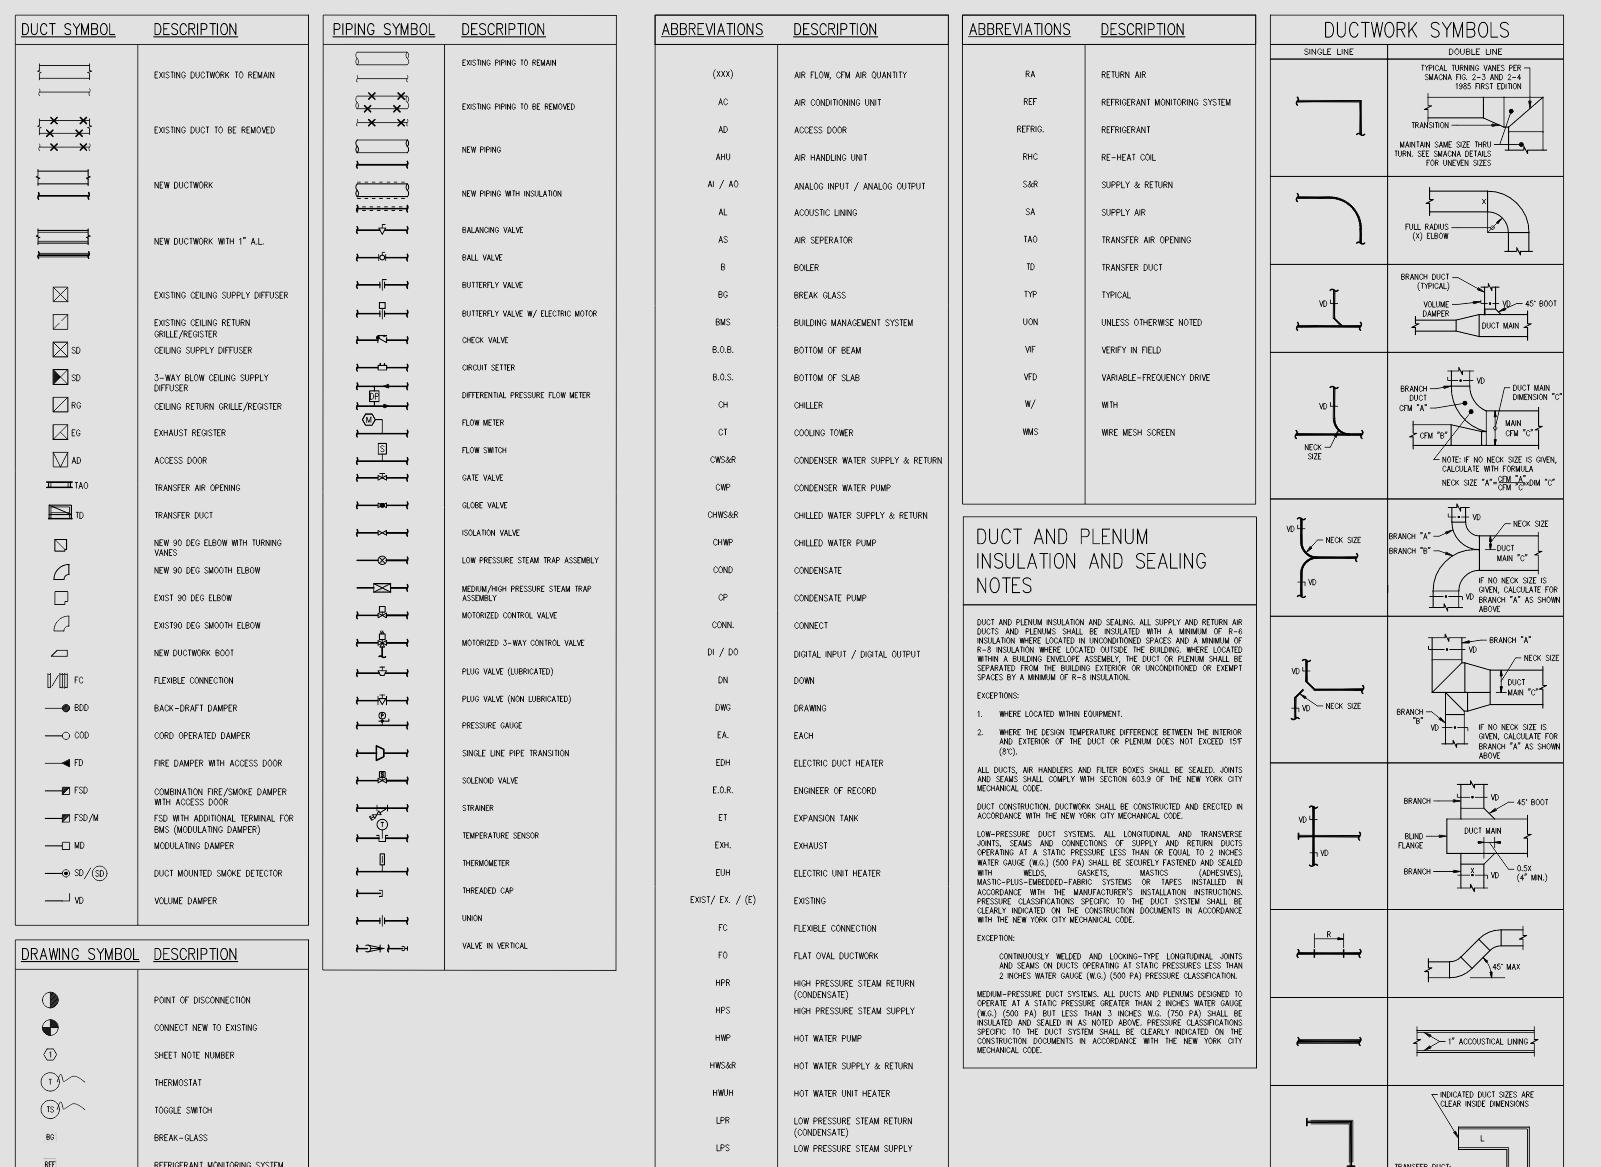 DUCT SYMBOL DESCRIPTION
EXISTING DUCTWORK TO REMAIN
EXISTING DUCT TO BE REMOVED
NEW DUCTWORK
NEW DUCTWORK WITH 1" A.L.
EXISTING CEILING SUPPLY DIFFUSER
EXISTING CEILING RETURN
GRILLE/REGISTER
SD CEILING SUPPLY DIFFUSER
SD 3-WAY BLOW CEILING SUPPLY
DIFFUSER
RG CEILING RETURN GRILLE/REGISTER
EG EXHAUST REGISTER
AD ACCESS DOOR
TAO TRANSFER AIR OPENING
TD TRANSFER DUCT
NEW 90 DEG ELBOW WITH TURNING
VANES
NEW 90 DEG SMOOTH ELBOW
EXIST 90 DEG ELBOW
EXIST90 DEG SMOOTH ELBOW
NEW DUCTWORK BOOT
FC FLEXIBLE CONNECTION
BDD BACK-DRAFT DAMPER
COD CORD OPERATED DAMPER
FD FIRE DAMPER WITH ACCESS DOOR
FSD COMBINATION FIRE/SMOKE DAMPER
WITH ACCESS DOOR
FSD/M FSD WITH ADDITIONAL TERMINAL FOR
BMS (MODULATING DAMPER)
MD MODULATING DAMPER
SD/(SD) DUCT MOUNTED SMOKE DETECTOR
VD VOLUME DAMPER
DRAWING SYMBOL DESCRIPTION
POINT OF DISCONNECTION
CONNECT NEW TO EXISTING
1 SHEET NOTE NUMBER
T THERMOSTAT
TS TOGGLE SWITCH
BG BREAK-GLASS
REF REFRIGERANT MONITORING SYSTEM
PIPING SYMBOL DESCRIPTION
EXISTING PIPING TO REMAIN
EXISTING PIPING TO BE REMOVED
NEW PIPING
NEW PIPING WITH INSULATION
BALANCING VALVE
BALL VALVE
BUTTERFLY VALVE
BUTTERFLY VALVE W/ ELECTRIC MOTOR
CHECK VALVE
CIRCUIT SETTER
DP DIFFERENTIAL PRESSURE FLOW METER
M FLOW METER
S FLOW SWITCH
GATE VALVE
GLOBE VALVE
ISOLATION VALVE
LOW PRESSURE STEAM TRAP ASSEMBLY
MEDIUM/HIGH PRESSURE STEAM TRAP
ASSEMBLY
MOTORIZED CONTROL VALVE
MOTORIZED 3-WAY CONTROL VALVE
PLUG VALVE (LUBRICATED)
PLUG VALVE (NON LUBRICATED)
P PRESSURE GAUGE
SINGLE LINE PIPE TRANSITION
SOLENOID VALVE
STRAINER
T TEMPERATURE SENSOR
THERMOMETER
THREADED CAP
UNION
VALVE IN VERTICAL
ABBREVIATIONS DESCRIPTION
(XXX) AIR FLOW, CFM AIR QUANTITY
AC AIR CONDITIONING UNIT
AD ACCESS DOOR
AHU AIR HANDLING UNIT
AI / AO ANALOG INPUT / ANALOG OUTPUT
AL ACOUSTIC LINING
AS AIR SEPERATOR
B BOILER
BG BREAK GLASS
BMS BUILDING MANAGEMENT SYSTEM
B.O.B. BOTTOM OF BEAM
B.O.S. BOTTOM OF SLAB
CH CHILLER
CT COOLING TOWER
CWS&R CONDENSER WATER SUPPLY & RETURN
CWP CONDENSER WATER PUMP
CHWS&R CHILLED WATER SUPPLY & RETURN
CHWP CHILLED WATER PUMP
COND CONDENSATE
CP CONDENSATE PUMP
CONN. CONNECT
DI / DO DIGITAL INPUT / DIGITAL OUTPUT
DN DOWN
DWG DRAWING
EA. EACH
EDH ELECTRIC DUCT HEATER
E.O.R. ENGINEER OF RECORD
ET EXPANSION TANK
EXH. EXHAUST
EUH ELECTRIC UNIT HEATER
EXIST/ EX. / (E) EXISTING
FC FLEXIBLE CONNECTION
FO FLAT OVAL DUCTWORK
HPR HIGH PRESSURE STEAM RETURN
(CONDENSATE)
HPS HIGH PRESSURE STEAM SUPPLY
HWP HOT WATER PUMP
HWS&R HOT WATER SUPPLY & RETURN
HWUH HOT WATER UNIT HEATER
LPR LOW PRESSURE STEAM RETURN
(CONDENSATE)
LPS LOW PRESSURE STEAM SUPPLY
ABBREVIATIONS DESCRIPTION
RA RETURN AIR
REF REFRIGERANT MONITORING SYSTEM
REFRIG. REFRIGERANT
RHC RE-HEAT COIL
S&R SUPPLY & RETURN
SA SUPPLY AIR
TAO TRANSFER AIR OPENING
TD TRANSFER DUCT
TYP TYPICAL
UON UNLESS OTHERWISE NOTED
VIF VERIFY IN FIELD
VFD VARIABLE-FREQUENCY DRIVE
W/ WITH
WMS WIRE MESH SCREEN
DUCT AND PLENUM
INSULATION AND SEALING
NOTES
DUCT AND PLENUM INSULATION AND SEALING. ALL SUPPLY AND RETURN AIR
DUCTS AND PLENUMS SHALL BE INSULATED WITH A MINIMUM OF R-6
INSULATION WHERE LOCATED IN UNCONDITIONED SPACES AND A MINIMUM OF
R-8 INSULATION WHERE LOCATED OUTSIDE THE BUILDING. WHERE LOCATED
WITHIN A BUILDING ENVELOPE ASSEMBLY, THE DUCT OR PLENUM SHALL BE
SEPARATED FROM THE BUILDING EXTERIOR OR UNCONDITIONED OR EXEMPT
SPACES BY A MINIMUM OF R-8 INSULATION.
EXCEPTIONS:
1. WHERE LOCATED WITHIN EQUIPMENT.
2. WHERE THE DESIGN TEMPERATURE DIFFERENCE BETWEEN THE INTERIOR
AND EXTERIOR OF THE DUCT OR PLENUM DOES NOT EXCEED 15°F
(8°C).
ALL DUCTS, AIR HANDLERS AND FILTER BOXES SHALL BE SEALED. JOINTS
AND SEAMS SHALL COMPLY WITH SECTION 603.9 OF THE NEW YORK CITY
MECHANICAL CODE.
DUCT CONSTRUCTION. DUCTWORK SHALL BE CONSTRUCTED AND ERECTED IN
ACCORDANCE WITH THE NEW YORK CITY MECHANICAL CODE.
LOW-PRESSURE DUCT SYSTEMS. ALL LONGITUDINAL AND TRANSVERSE
JOINTS, SEAMS AND CONNECTIONS OF SUPPLY AND RETURN DUCTS
OPERATING AT A STATIC PRESSURE LESS THAN OR EQUAL TO 2 INCHES
WATER GAUGE (W.G.) (500 PA) SHALL BE SECURELY FASTENED AND SEALED
WITH WELDS, GASKETS, MASTICS (ADHESIVES),
MASTIC-PLUS-EMBEDDED-FABRIC SYSTEMS OR TAPES INSTALLED IN
ACCORDANCE WITH THE MANUFACTURER'S INSTALLATION INSTRUCTIONS.
PRESSURE CLASSIFICATIONS SPECIFIC TO THE DUCT SYSTEM SHALL BE
CLEARLY INDICATED ON THE CONSTRUCTION DOCUMENTS IN ACCORDANCE
WITH THE NEW YORK CITY MECHANICAL CODE.
EXCEPTION:
CONTINUOUSLY WELDED AND LOCKING-TYPE LONGITUDINAL JOINTS
AND SEAMS ON DUCTS OPERATING AT STATIC PRESSURES LESS THAN
2 INCHES WATER GAUGE (W.G.) (500 PA) PRESSURE CLASSIFICATION.
MEDIUM-PRESSURE DUCT SYSTEMS. ALL DUCTS AND PLENUMS DESIGNED TO
OPERATE AT A STATIC PRESSURE GREATER THAN 2 INCHES WATER GAUGE
(W.G.) (500 PA) BUT LESS THAN 3 INCHES W.G. (750 PA) SHALL BE
INSULATED AND SEALED IN AS NOTED ABOVE. PRESSURE CLASSIFICATIONS
SPECIFIC TO THE DUCT SYSTEM SHALL BE CLEARLY INDICATED ON THE
CONSTRUCTION DOCUMENTS IN ACCORDANCE WITH THE NEW YORK CITY
MECHANICAL CODE.
DUCTWORK SYMBOLS
SINGLE LINE DOUBLE LINE
TYPICAL TURNING VANES PER
SMACNA FIG. 2-3 AND 2-4
1985 FIRST EDITION
TRANSITION
MAINTAIN SAME SIZE THRU
TURN. SEE SMACNA DETAILS
FOR UNEVEN SIZES
X
FULL RADIUS
(X) ELBOW
VD
BRANCH DUCT
(TYPICAL)
VOLUME
DAMPER
VD
45° BOOT
DUCT MAIN
VD
NECK
SIZE
VD
BRANCH
DUCT
CFM "A"
DUCT MAIN
DIMENSION "C"
CFM "B"
MAIN
CFM "C"
NOTE: IF NO NECK SIZE IS GIVEN,
CALCULATE WITH FORMULA
NECK SIZE "A"=CFM "A"/CFM "C"×DIM "C"
VD
NECK SIZE
VD
VD
NECK SIZE
BRANCH "A"
BRANCH "B"
DUCT
MAIN "C"
VD
IF NO NECK SIZE IS
GIVEN, CALCULATE FOR
BRANCH "A" AS SHOWN
ABOVE
VD
VD
NECK SIZE
BRANCH "A"
VD
NECK SIZE
DUCT
MAIN "C"
BRANCH
"B"
VD
IF NO NECK SIZE IS
GIVEN, CALCULATE FOR
BRANCH "A" AS SHOWN
ABOVE
VD
VD
BRANCH
VD
45° BOOT
DUCT MAIN
BLIND
FLANGE
BRANCH
X
VD
0.5X
(4" MIN.)
R
45° MAX
1" ACCOUSTICAL LINING
INDICATED DUCT SIZES ARE
CLEAR INSIDE DIMENSIONS
L
TRANSFER DUCT: